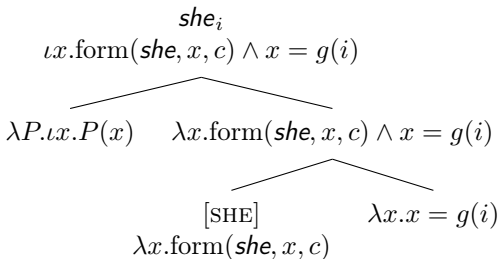 she_i
ιx.form(she, x, c) ∧ x = g(i)
λP.ιx.P(x) λx.form(she, x, c) ∧ x = g(i)
[SHE] λx.x = g(i)
λx.form(she, x, c)